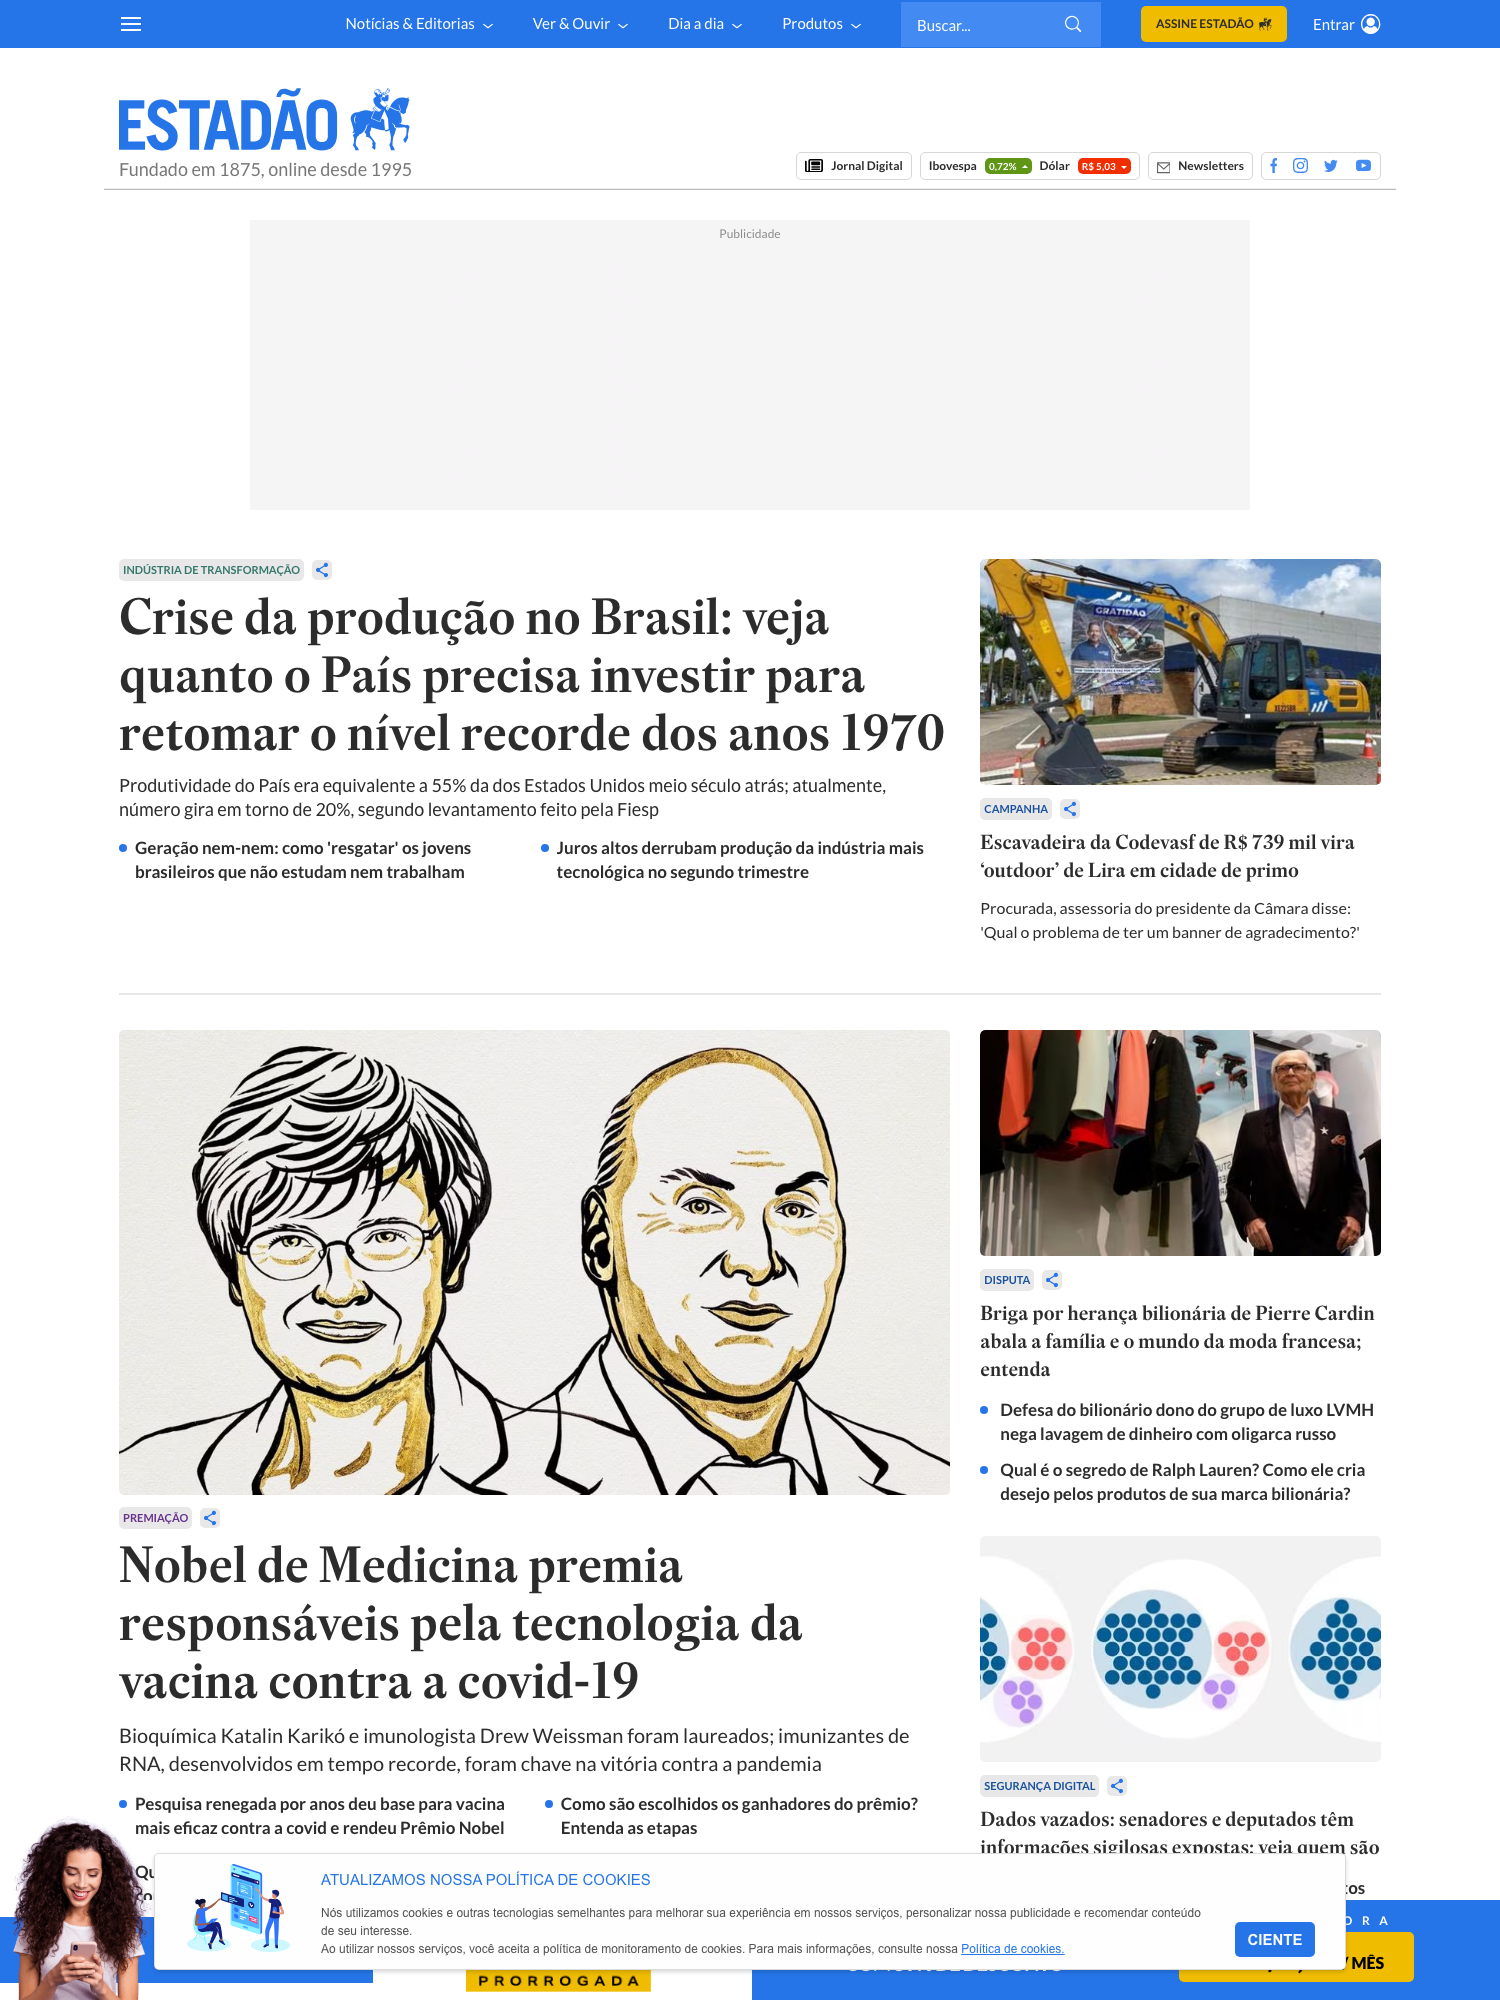 Notícias & Editorias
Ver & Ouvir
Dia a dia
Produtos
Buscar...
ASSINE ESTADÃO
Entrar
ESTADÃO
Fundado em 1875, online desde 1995
Jornal Digital
Ibovespa 0,72% Dólar R$ 5,03
Newsletters
Publicidade
INDÚSTRIA DE TRANSFORMAÇÃO
Crise da produção no Brasil: veja
quanto o País precisa investir para
retomar o nível recorde dos anos 1970
Produtividade do País era equivalente a 55% da dos Estados Unidos meio século atrás; atualmente,
número gira em torno de 20%, segundo levantamento feito pela Fiesp
Geração nem-nem: como 'resgatar' os jovens
brasileiros que não estudam nem trabalham
Juros altos derrubam produção da indústria mais
tecnológica no segundo trimestre
GRATIDÃO
CAMPANHA
Escavadeira da Codevasf de R$ 739 mil vira
‘outdoor’ de Lira em cidade de primo
Procurada, assessoria do presidente da Câmara disse:
'Qual o problema de ter um banner de agradecimento?'
PREMIAÇÃO
Nobel de Medicina premia
responsáveis pela tecnologia da
vacina contra a covid-19
Bioquímica Katalin Karikó e imunologista Drew Weissman foram laureados; imunizantes de
RNA, desenvolvidos em tempo recorde, foram chave na vitória contra a pandemia
Pesquisa renegada por anos deu base para vacina
mais eficaz contra a covid e rendeu Prêmio Nobel
Como são escolhidos os ganhadores do prêmio?
Entenda as etapas
DISPUTA
Briga por herança bilionária de Pierre Cardin
abala a família e o mundo da moda francesa;
entenda
Defesa do bilionário dono do grupo de luxo LVMH
nega lavagem de dinheiro com oligarca russo
Qual é o segredo de Ralph Lauren? Como ele cria
desejo pelos produtos de sua marca bilionária?
SEGURANÇA DIGITAL
Dados vazados: senadores e deputados têm
informações sigilosas expostas; veja quem são
ATUALIZAMOS NOSSA POLÍTICA DE COOKIES
Nós utilizamos cookies e outras tecnologias semelhantes para melhorar sua experiência em nossos serviços, personalizar nossa publicidade e recomendar conteúdo
de seu interesse.
Ao utilizar nossos serviços, você aceita a política de monitoramento de cookies. Para mais informações, consulte nossa Política de cookies.
CIENTE
PRORROGADA
MÊS